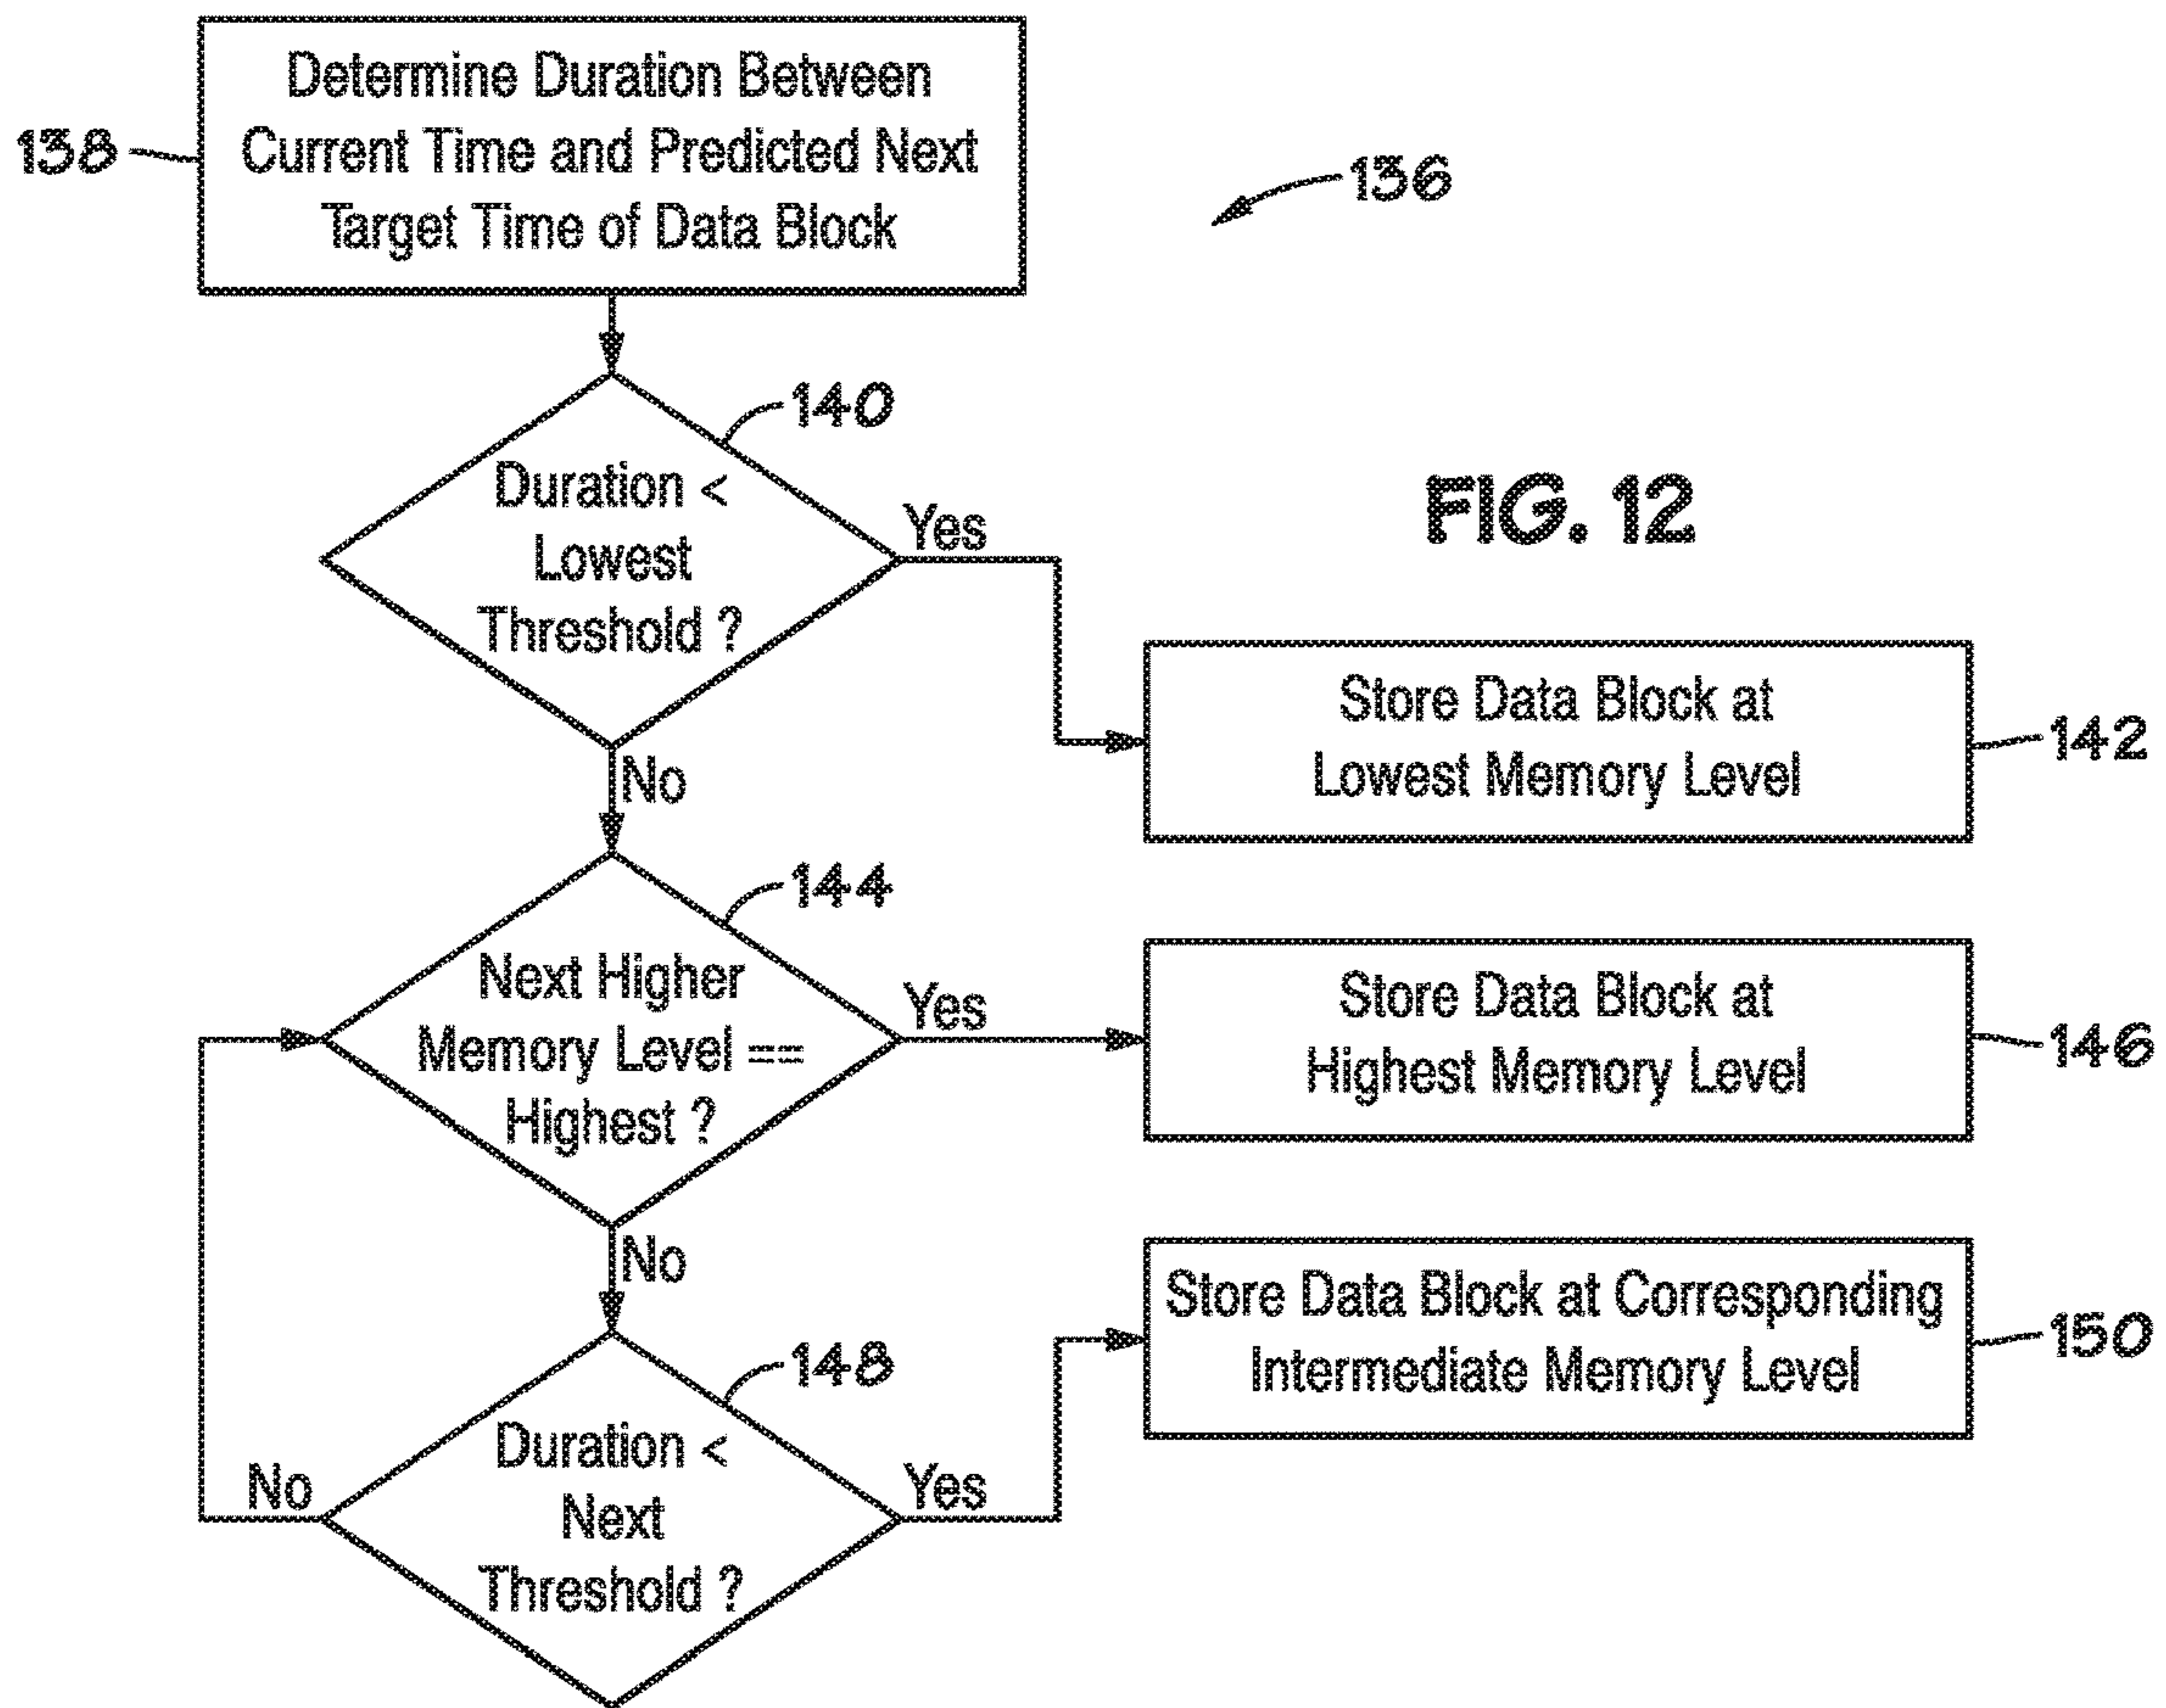 Determine Duration Between
Current Time and Predicted Next
Target Time of Data Block
138
136
140
Duration <
Lowest
Threshold ?
Yes
FIG. 12
Store Data Block at
Lowest Memory Level
142
No
144
Next Higher
Memory Level ==
Highest ?
Yes
Store Data Block at
Highest Memory Level
146
No
148
Duration <
Next
Threshold ?
No
Yes
Store Data Block at Corresponding
Intermediate Memory Level
150